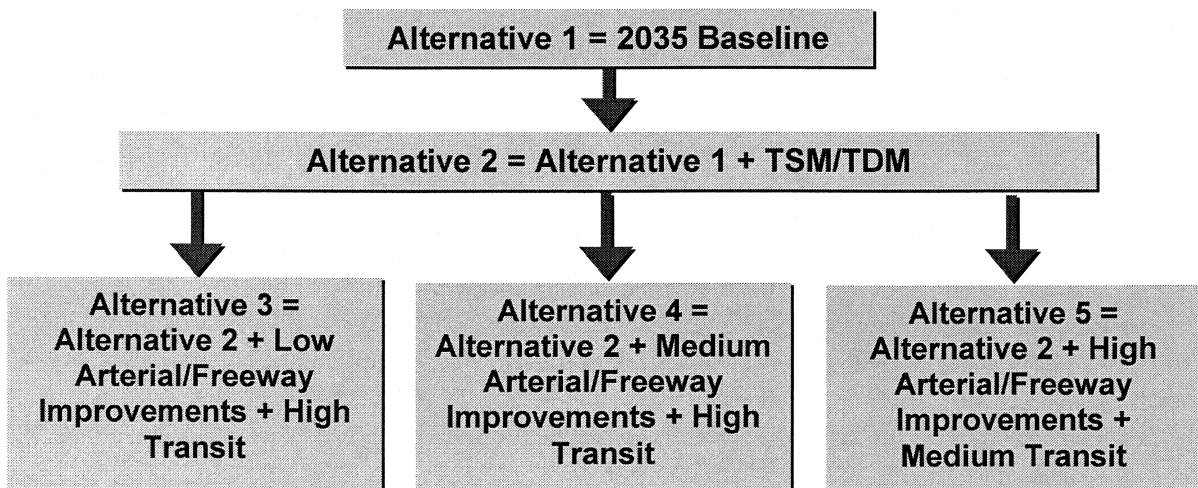 Alternative 1 = 2035 Baseline
Alternative 2 = Alternative 1 + TSM/TDM
Alternative 3 =
Alternative 2 + Low
Arterial/Freeway
Improvements + High
Transit
Alternative 4 =
Alternative 2 + Medium
Arterial/Freeway
Improvements + High
Transit
Alternative 5 =
Alternative 2 + High
Arterial/Freeway
Improvements +
Medium Transit